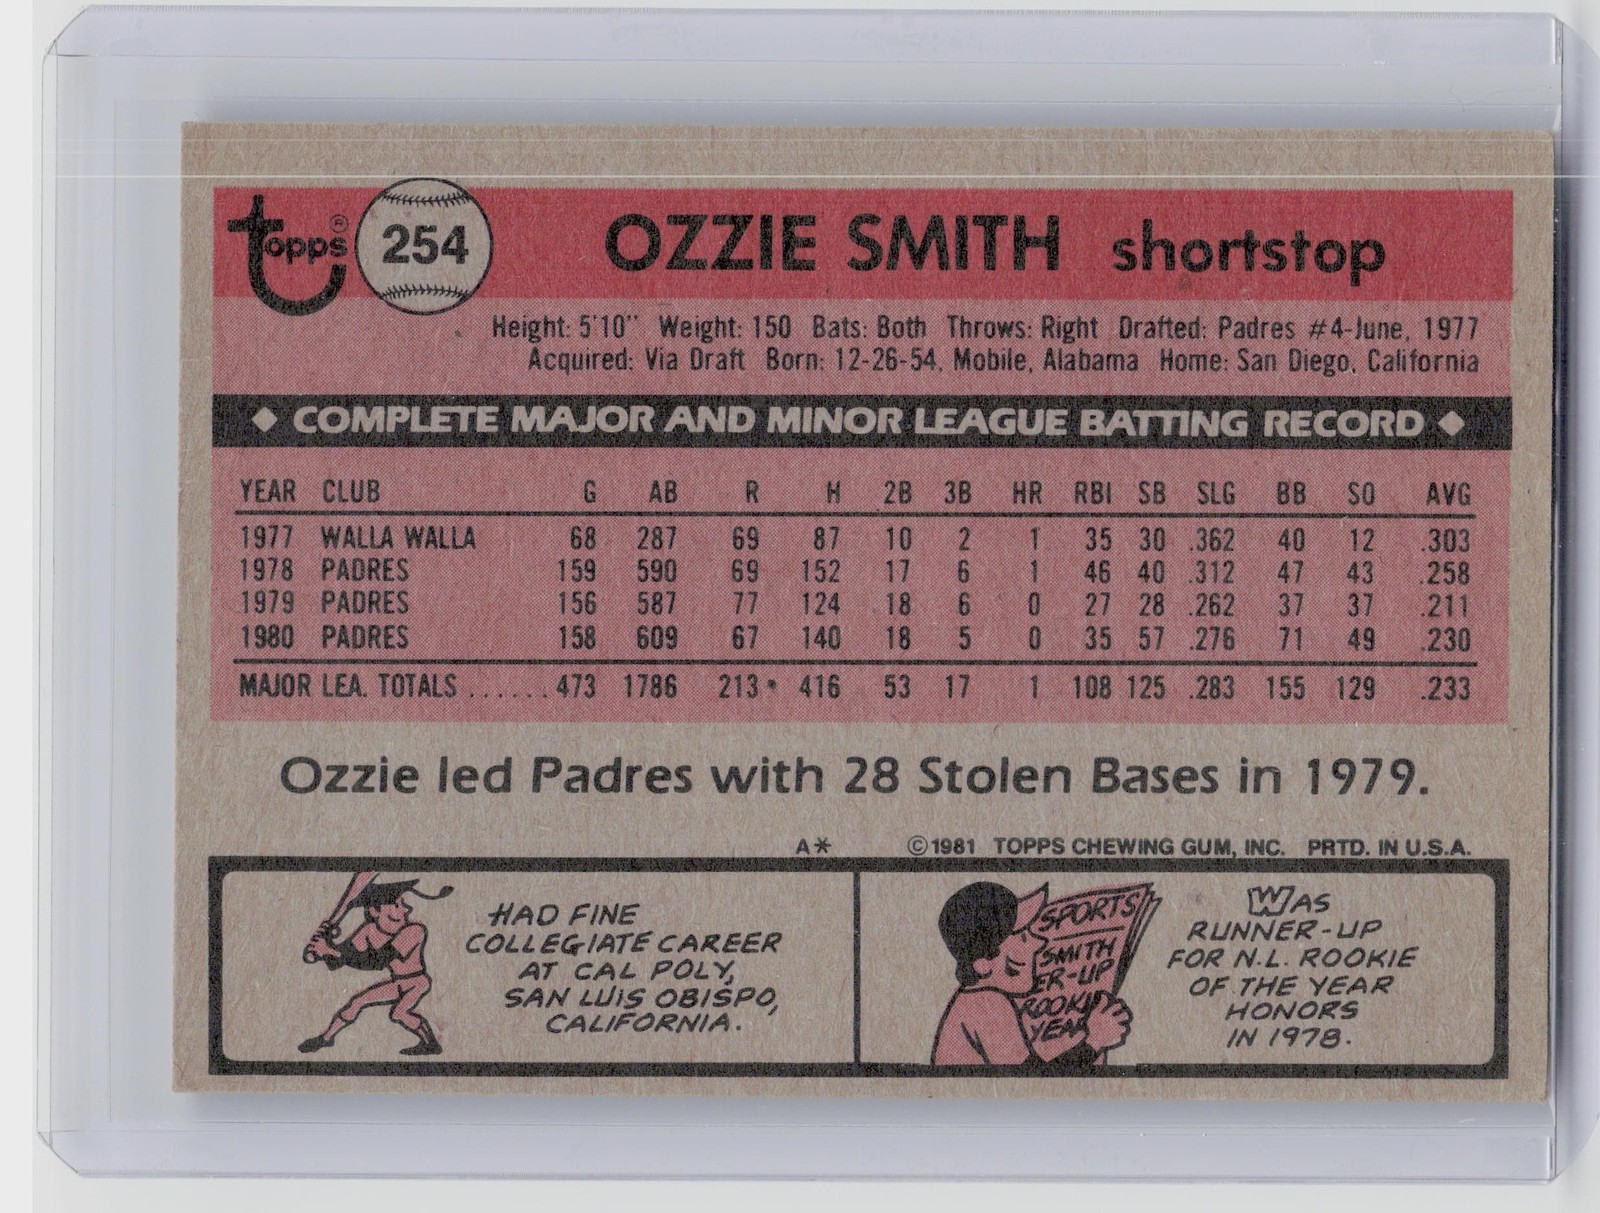 topps® 254 OZZIE SMITH shortstop
Height: 5'10" Weight: 150 Bats: Both Throws: Right Drafted: Padres #4-June, 1977
Acquired: Via Draft Born: 12-26-54, Mobile, Alabama Home: San Diego, California
◆ COMPLETE MAJOR AND MINOR LEAGUE BATTING RECORD ◆
YEAR CLUB G AB R H 2B 3B HR RBI SB SLG BB SO AVG
1977 WALLA WALLA 68 287 69 87 10 2 1 35 30 .362 40 12 .303
1978 PADRES 159 590 69 152 17 6 1 46 40 .312 47 43 .258
1979 PADRES 156 587 77 124 18 6 0 27 28 .262 37 37 .211
1980 PADRES 158 609 67 140 18 5 0 35 57 .276 71 49 .230
MAJOR LEA. TOTALS ...... 473 1786 213 416 53 17 1 108 125 .283 155 129 .233
Ozzie led Padres with 28 Stolen Bases in 1979.
A* ©1981 TOPPS CHEWING GUM, INC. PRTD. IN U.S.A.
HAD FINE
COLLEGIATE CAREER
AT CAL POLY,
SAN LUIS OBISPO,
CALIFORNIA.
SPORTS
SMITH
ER-UP
ROOKI
YEAR
WAS
RUNNER-UP
FOR N.L. ROOKIE
OF THE YEAR
HONORS
IN 1978.